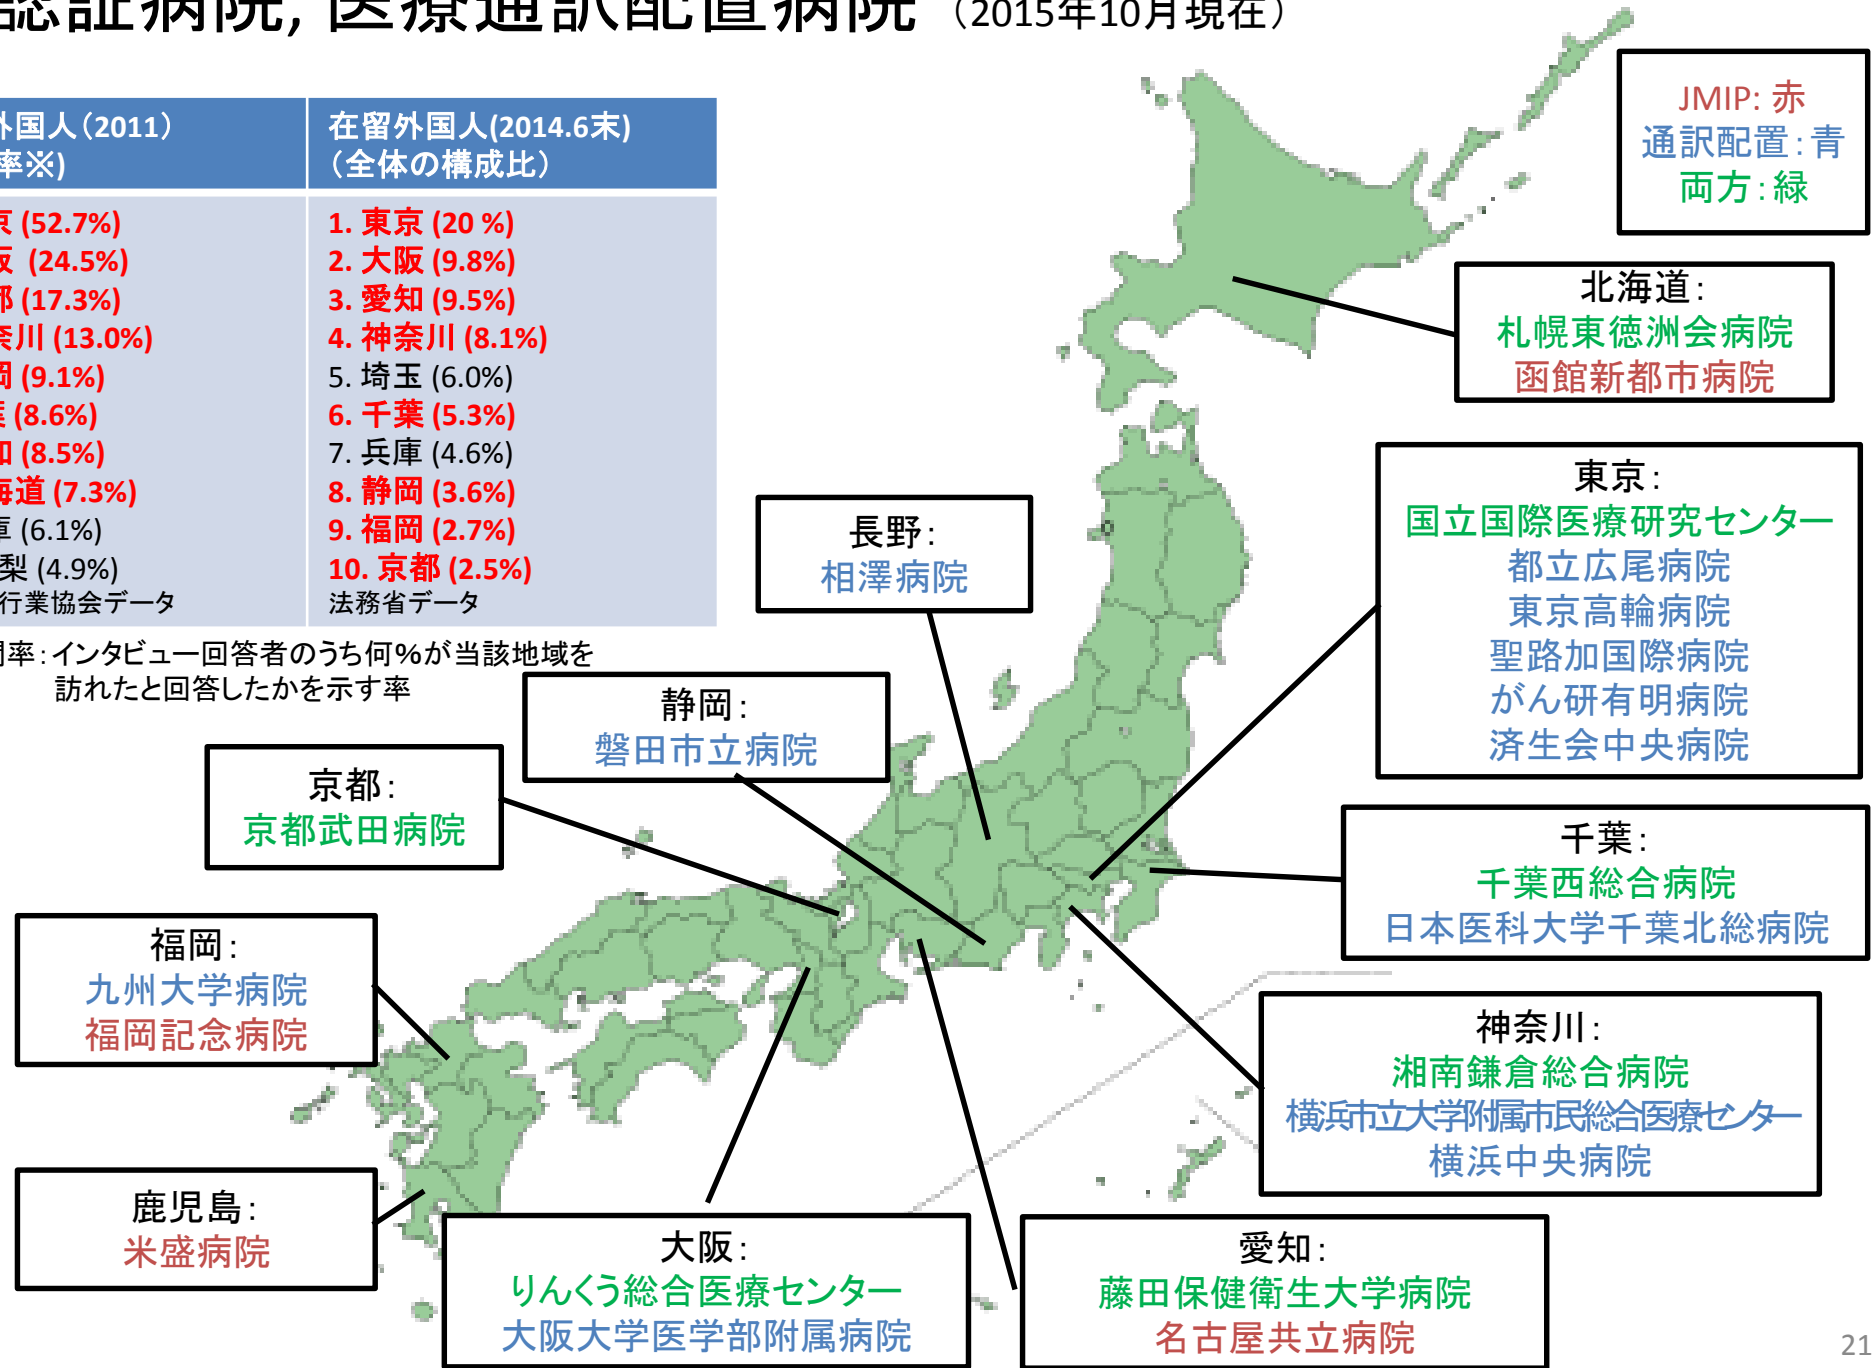 認証病院, 医療通訳配置病院 （2015年10月現在）
外国人（2011）
率※)
京 (52.7%)
阪 (24.5%)
都 (17.3%)
奈川 (13.0%)
岡 (9.1%)
葉 (8.6%)
知 (8.5%)
海道 (7.3%)
庫 (6.1%)
梨 (4.9%)
行業協会データ
在留外国人(2014.6末)
（全体の構成比）
1. 東京 (20 %)
2. 大阪 (9.8%)
3. 愛知 (9.5%)
4. 神奈川 (8.1%)
5. 埼玉 (6.0%)
6. 千葉 (5.3%)
7. 兵庫 (4.6%)
8. 静岡 (3.6%)
9. 福岡 (2.7%)
10. 京都 (2.5%)
法務省データ
問率：インタビュー回答者のうち何%が当該地域を
訪れたと回答したかを示す率
JMIP: 赤
通訳配置：青
両方：緑
北海道：
札幌東徳洲会病院
函館新都市病院
東京：
国立国際医療研究センター
都立広尾病院
東京高輪病院
聖路加国際病院
がん研有明病院
済生会中央病院
長野：
相澤病院
静岡：
磐田市立病院
京都：
京都武田病院
千葉：
千葉西総合病院
日本医科大学千葉北総病院
福岡：
九州大学病院
福岡記念病院
神奈川：
湘南鎌倉総合病院
横浜市立大学附属市民総合医療センター
横浜中央病院
鹿児島：
米盛病院
大阪：
りんくう総合医療センター
大阪大学医学部附属病院
愛知：
藤田保健衛生大学病院
名古屋共立病院
21